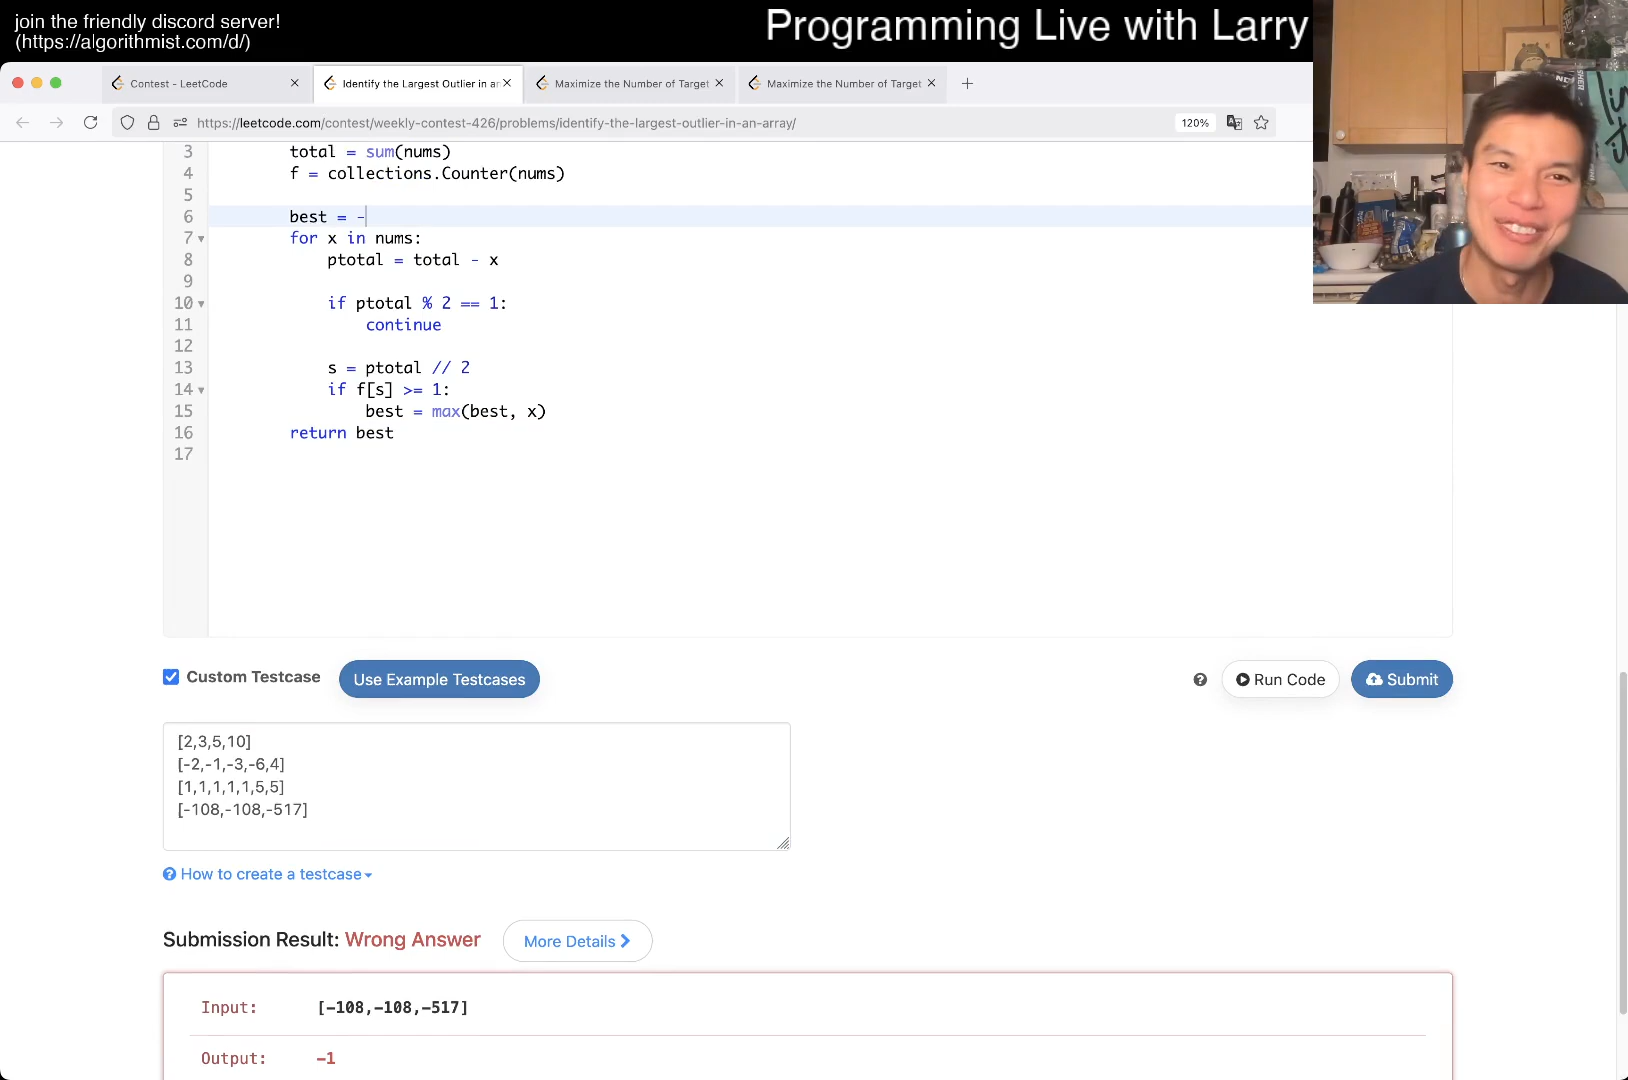 join the friendly discord server!
(https://algorithmist.com/d/)
Programming Live with Larry
Contest - LeetCode
Identify the Largest Outlier in ar
Maximize the Number of Target
Maximize the Number of Target
https://leetcode.com/contest/weekly-contest-426/problems/identify-the-largest-outlier-in-an-array/
120%
3 total = sum(nums)
4 f = collections.Counter(nums)
5
6 best = -
7 for x in nums:
8 ptotal = total - x
9
10 if ptotal % 2 == 1:
11 continue
12
13 s = ptotal // 2
14 if f[s] >= 1:
15 best = max(best, x)
16 return best
17
Custom Testcase
Use Example Testcases
Run Code
Submit
[2,3,5,10]
[-2,-1,-3,-6,4]
[1,1,1,1,1,5,5]
[-108,-108,-517]
How to create a testcase
Submission Result: Wrong Answer
More Details
Input: [-108,-108,-517]
Output: -1